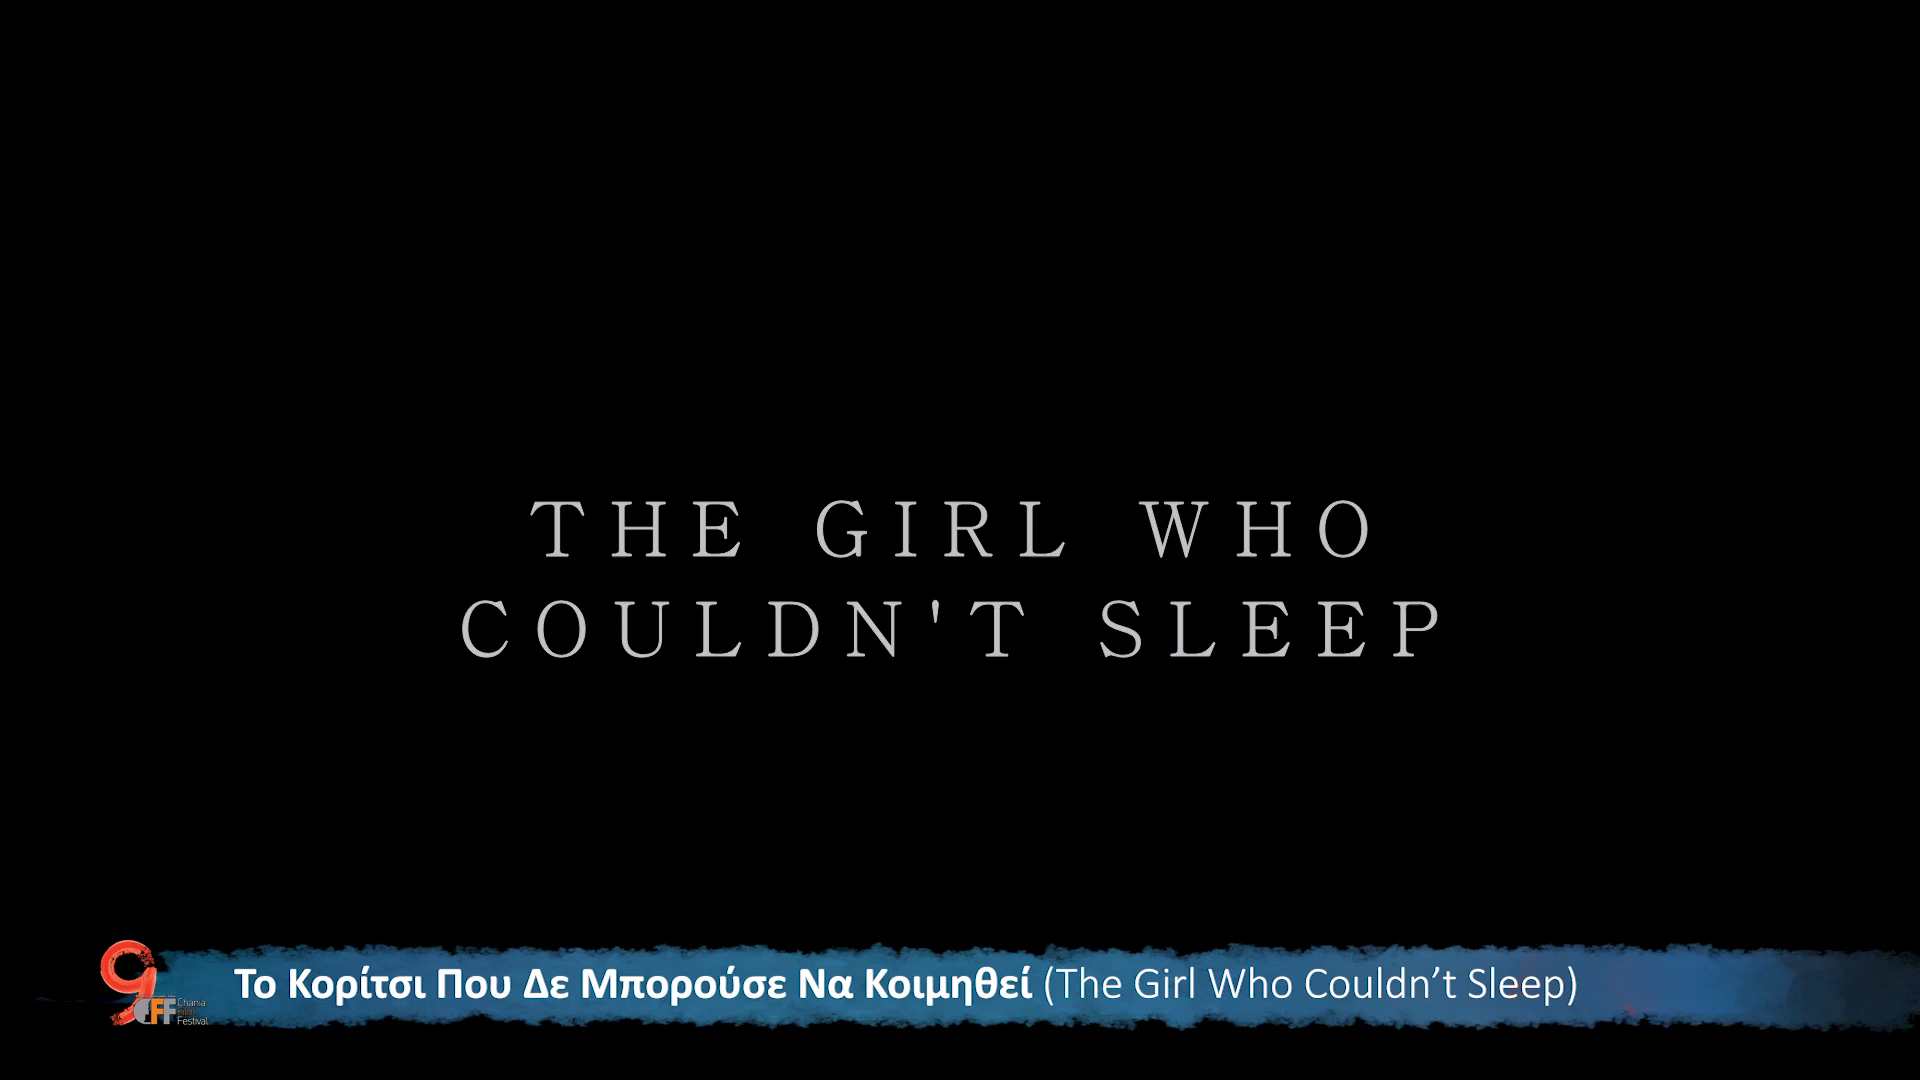 THE GIRL WHO
COULDN'T SLEEP
Το Κορίτσι Που Δε Μπορούσε Να Κοιμηθεί (The Girl Who Couldn’t Sleep)
9
CFF
Chania
Film
Festival